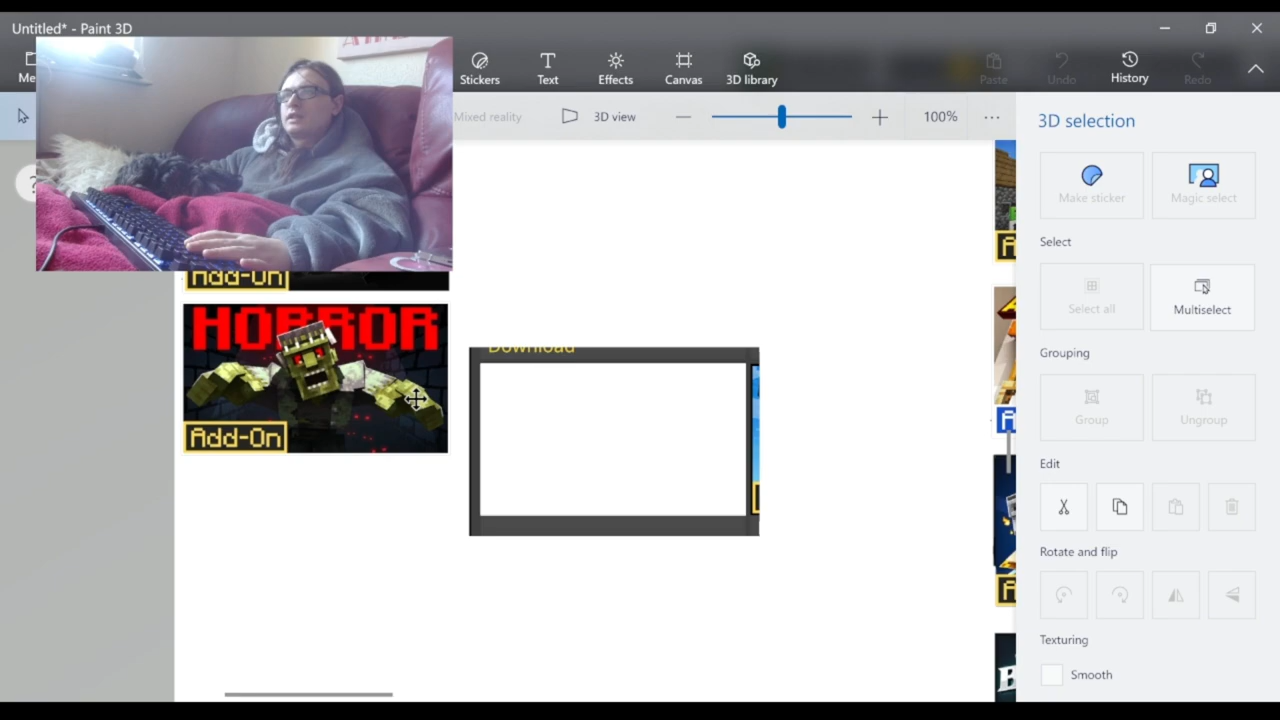 Untitled* - Paint 3D
Me
Stickers
Text
Effects
Canvas
3D library
Paste
Undo
History
Redo
Mixed reality
3D view
100%
...
?
3D selection
Make sticker
Magic select
Select
Select all
Multiselect
Grouping
Group
Ungroup
Edit
Rotate and flip
Texturing
Smooth
Add-On
HORROR
Add-On
Download
A
A
A
B